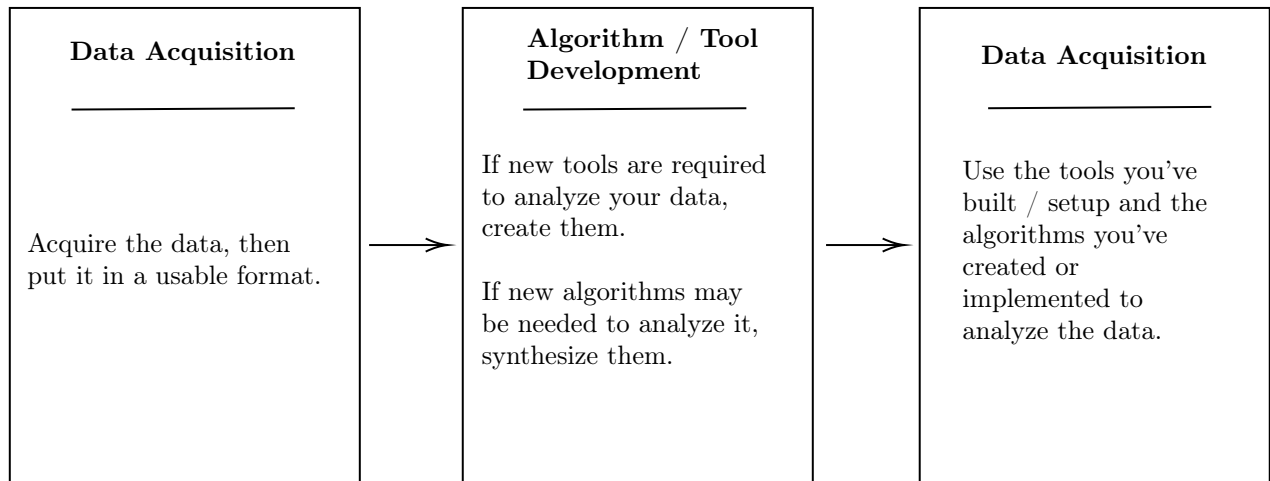 Data Acquisition
Acquire the data, then
put it in a usable format.
Algorithm / Tool
Development
If new tools are required
to analyze your data,
create them.
If new algorithms may
be needed to analyze it,
synthesize them.
Data Acquisition
Use the tools you've
built / setup and the
algorithms you've
created or
implemented to
analyze the data.